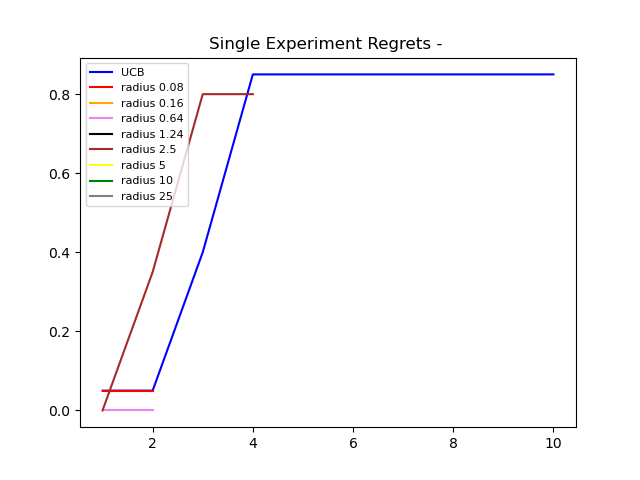 Single Experiment Regrets -
UCB
radius 0.08
radius 0.16
radius 0.64
radius 1.24
radius 2.5
radius 5
radius 10
radius 25
0.8
0.6
0.4
0.2
0.0
2
4
6
8
10